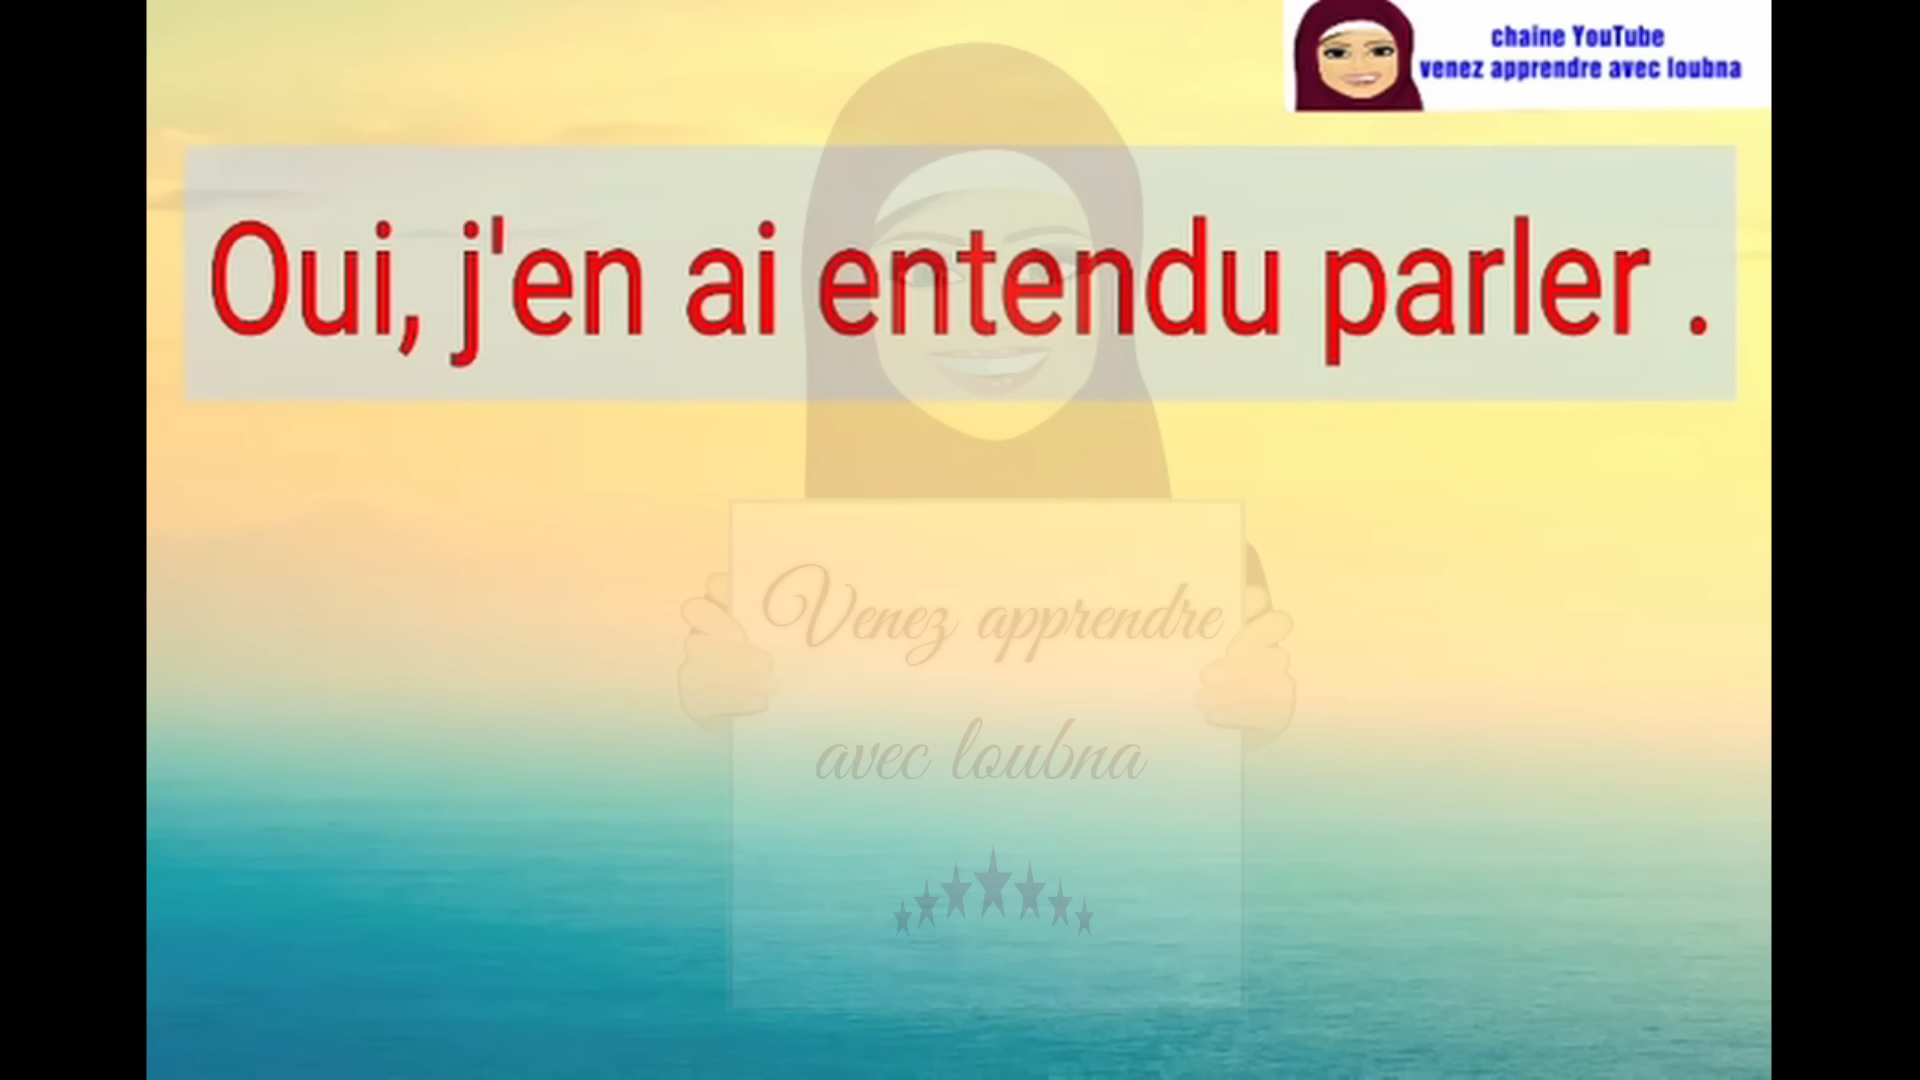 chaine YouTube
venez apprendre avec loubna
Oui, j'en ai entendu parler .
Venez apprendre
avec loubna